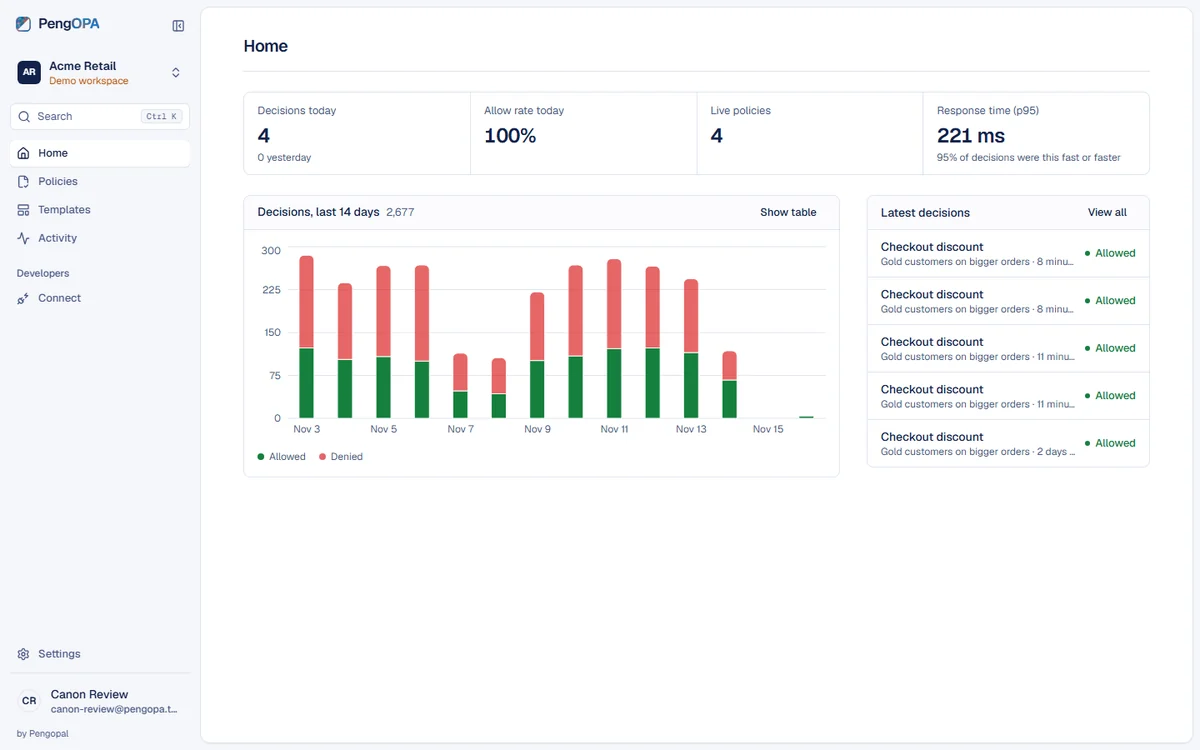 PengOPA
AR
Acme Retail
Demo workspace
Search
Ctrl K
Home
Policies
Templates
Activity
Developers
Connect
Settings
CR
Canon Review
canon-review@pengopa.t…
by Pengopal
Home
Decisions today
4
0 yesterday
Allow rate today
100%
Live policies
4
Response time (p95)
221 ms
95% of decisions were this fast or faster
Decisions, last 14 days 2,677
Show table
300
225
150
75
0
Nov 3 Nov 5 Nov 7 Nov 9 Nov 11 Nov 13 Nov 15
Allowed Denied
Latest decisions
View all
Checkout discount
Gold customers on bigger orders · 8 minu…
Allowed
Checkout discount
Gold customers on bigger orders · 8 minu…
Allowed
Checkout discount
Gold customers on bigger orders · 11 minu…
Allowed
Checkout discount
Gold customers on bigger orders · 11 minu…
Allowed
Checkout discount
Gold customers on bigger orders · 2 days …
Allowed